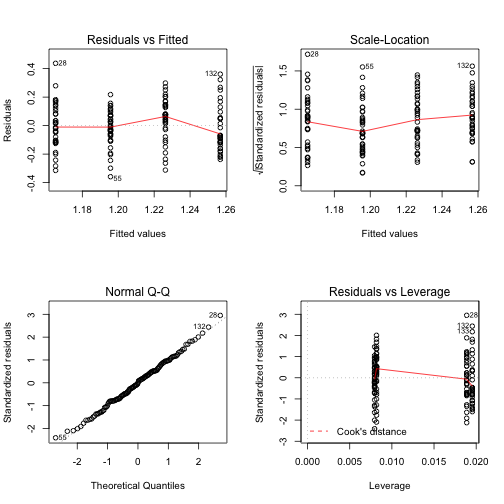 Residuals vs Fitted
Residuals
0.4
0.2
0.0
-0.2
-0.4
28
132
55
1.18 1.20 1.22 1.24 1.26
Fitted values
Scale-Location
√|Standardized residuals|
1.5
1.0
0.5
0.0
28
55
132
1.18 1.20 1.22 1.24 1.26
Fitted values
Normal Q-Q
Standardized residuals
3
2
1
0
-1
-2
28
132
55
-2 -1 0 1 2
Theoretical Quantiles
Residuals vs Leverage
Standardized residuals
3
2
1
0
-1
-2
-3
28
132
133
Cook's distance
0.000 0.005 0.010 0.015 0.020
Leverage